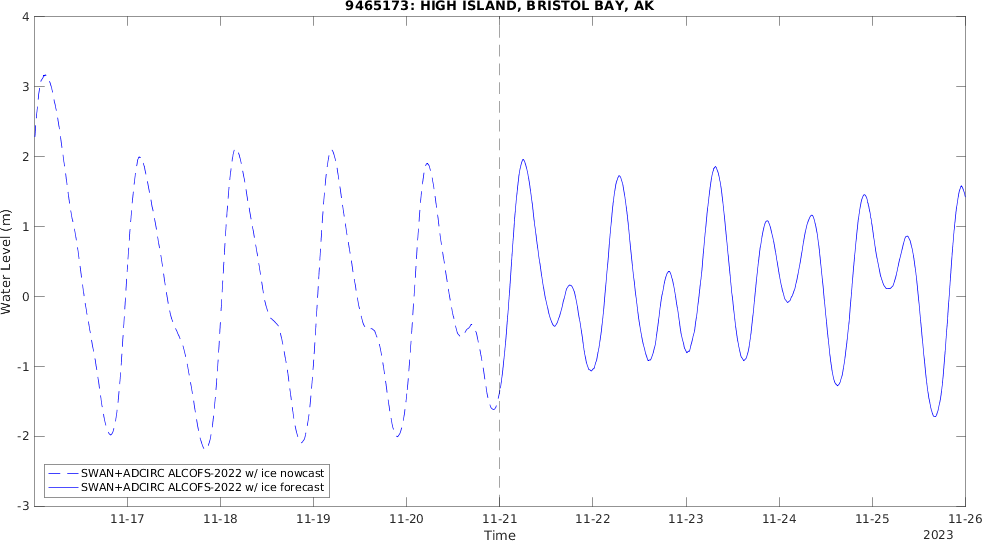 9465173: HIGH ISLAND, BRISTOL BAY, AK
Water Level (m)
4
3
2
1
0
-1
-2
-3
SWAN+ADCIRC ALCOFS-2022 w/ ice nowcast
SWAN+ADCIRC ALCOFS-2022 w/ ice forecast
11-17 11-18 11-19 11-20 11-21 11-22 11-23 11-24 11-25 11-26
Time
2023